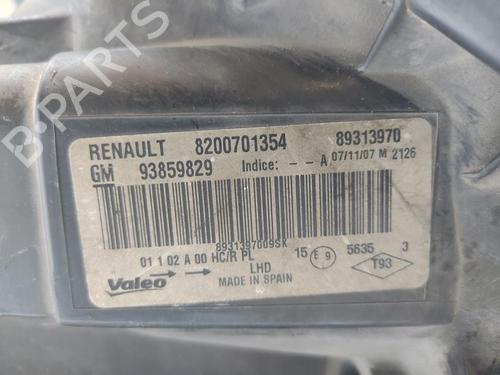 RENAULT 8200701354 89313970
GM 93859829 Indice: - - A 07/11/07 M 2126
8931397009SK
01 1 02 A 00 HC/R PL 15 E9 5635 3
Valeo LHD T93
MADE IN SPAIN
B-PARTS